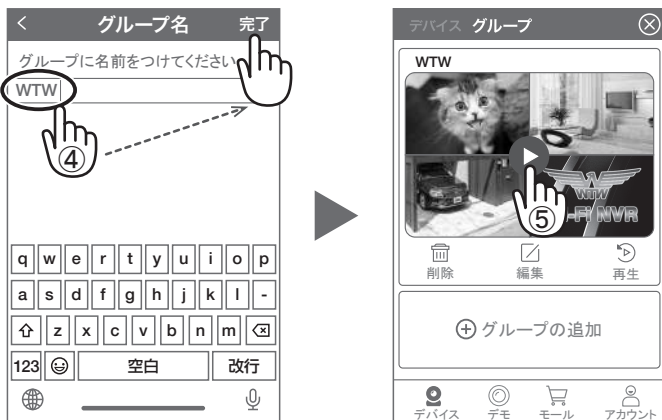 グループ名
完了
グループに名前をつけてください
WTW
④
q w e r t y u i o p
a s d f g h j k l -
z x c v b n m
123 空白 改行
デバイス グループ
WTW
WTW
-Fi NVR
⑤
削除 編集 再生
グループの追加
デバイス デモ モール アカウント